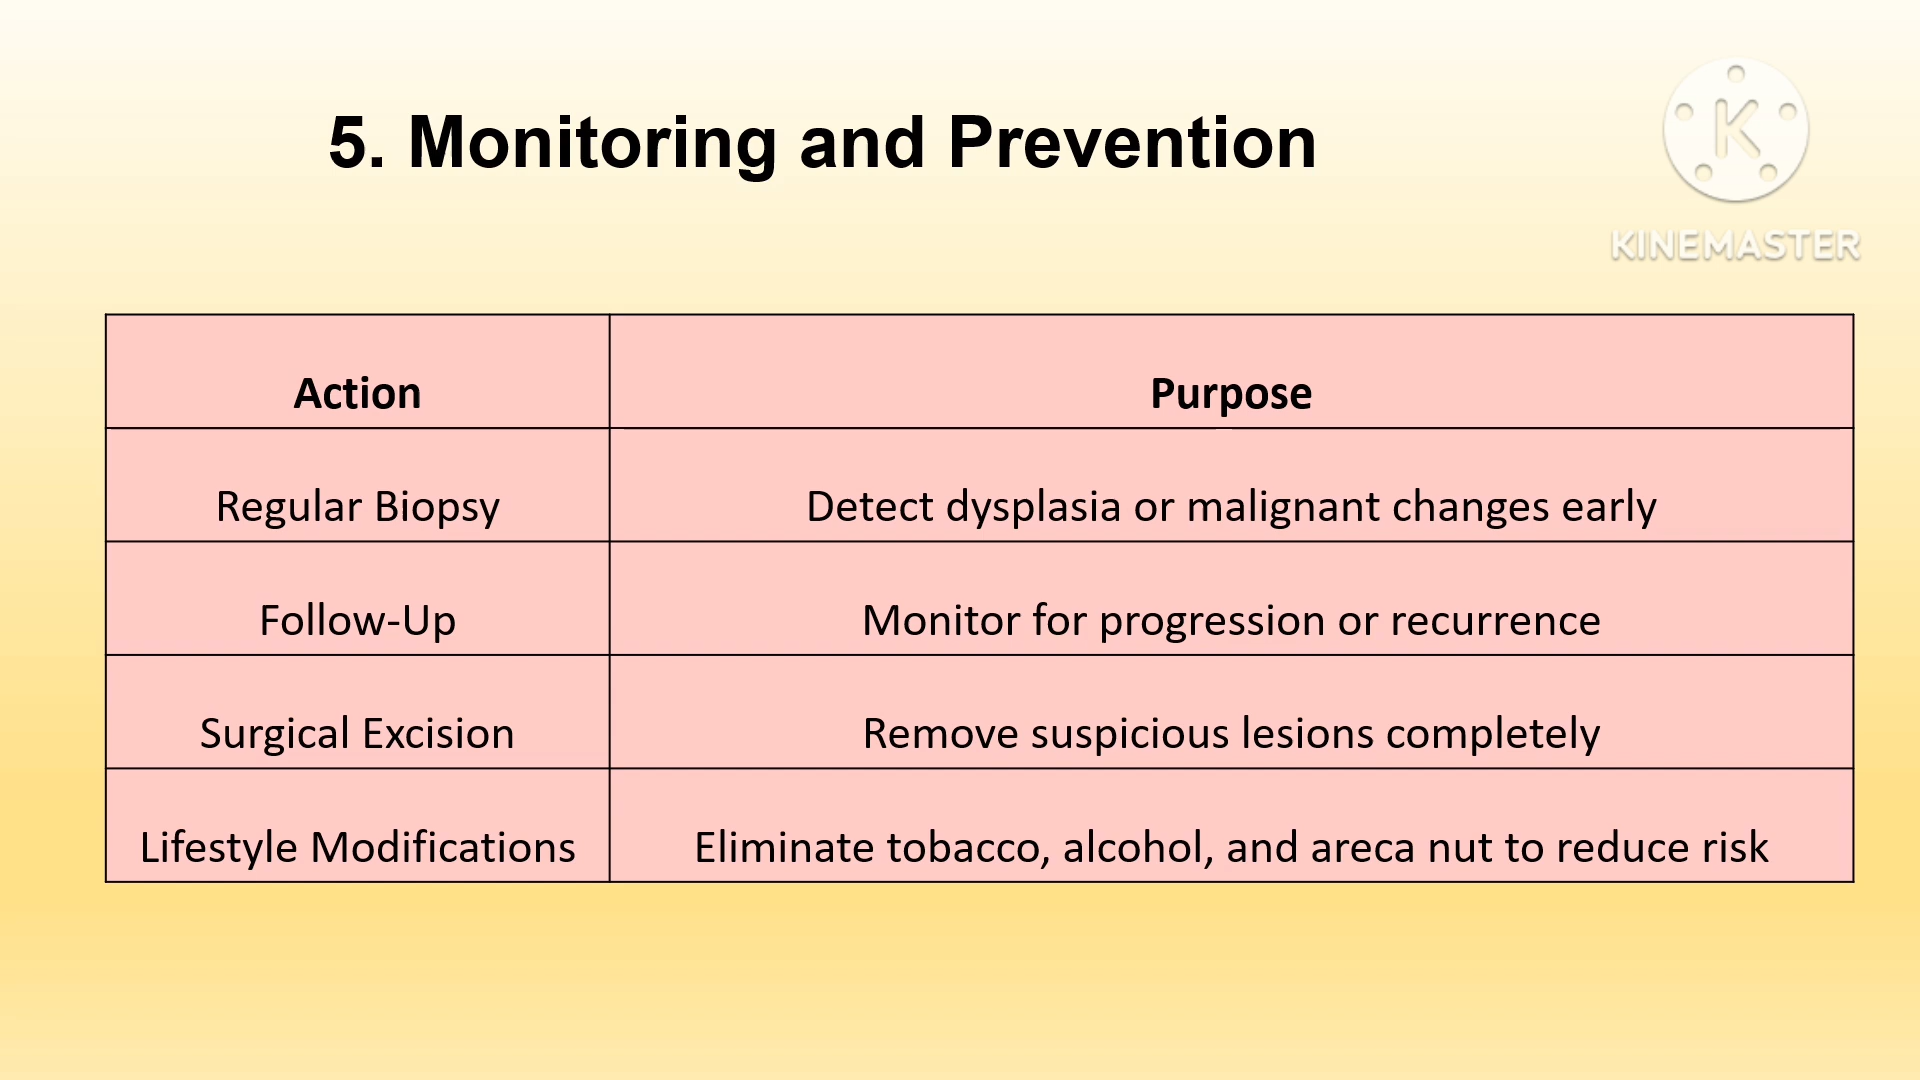 5. Monitoring and Prevention
K
KINEMASTER
Action Purpose
Regular Biopsy Detect dysplasia or malignant changes early
Follow-Up Monitor for progression or recurrence
Surgical Excision Remove suspicious lesions completely
Lifestyle Modifications Eliminate tobacco, alcohol, and areca nut to reduce risk